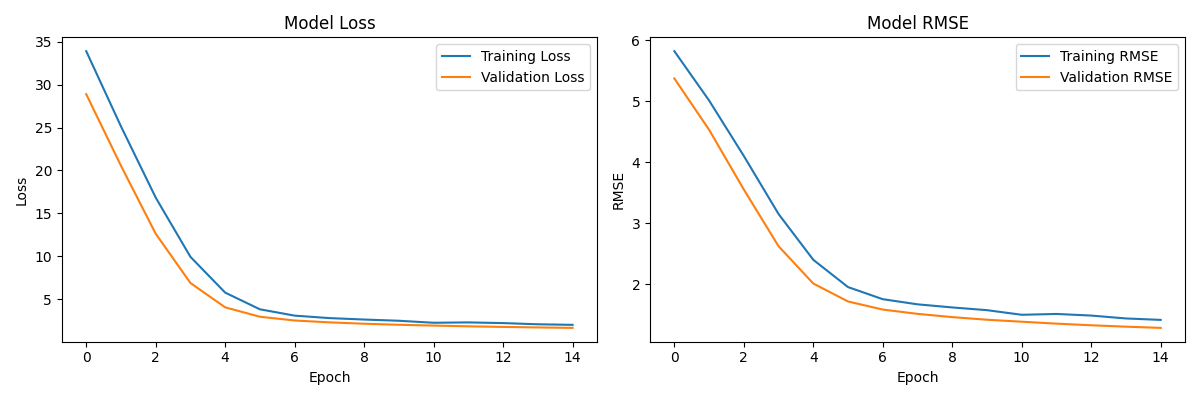 Model Loss
35
30
25
20
15
10
5
Loss
0 2 4 6 8 10 12 14
Epoch
Training Loss
Validation Loss
Model RMSE
6
5
4
3
2
RMSE
0 2 4 6 8 10 12 14
Epoch
Training RMSE
Validation RMSE